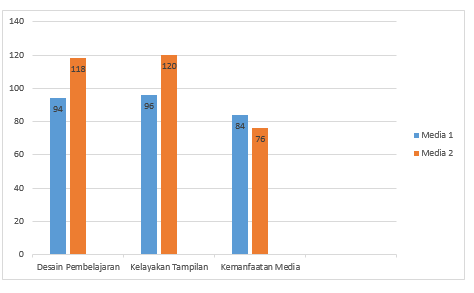 140
120
100
80
60
40
20
0
94
118
96
120
84
76
Desain Pembelajaran
Kelayakan Tampilan
Kemanfaatan Media
Media 1
Media 2